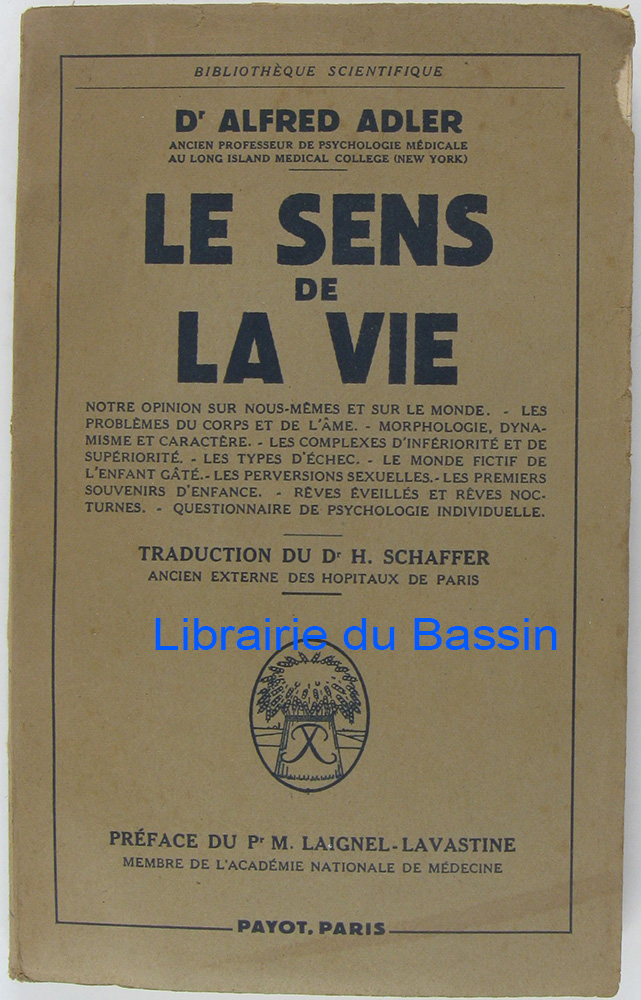 BIBLIOTHÈQUE SCIENTIFIQUE
Dr ALFRED ADLER
ANCIEN PROFESSEUR DE PSYCHOLOGIE MÉDICALE
AU LONG ISLAND MEDICAL COLLEGE (NEW YORK)
LE SENS
DE
LA VIE
NOTRE OPINION SUR NOUS-MÊMES ET SUR LE MONDE. - LES
PROBLÈMES DU CORPS ET DE L'ÂME. - MORPHOLOGIE, DYNA-
MISME ET CARACTÈRE. - LES COMPLEXES D'INFÉRIORITÉ ET DE
SUPÉRIORITÉ. - LES TYPES D'ÉCHEC. - LE MONDE FICTIF DE
L'ENFANT GÂTÉ. - LES PERVERSIONS SEXUELLES. - LES PREMIERS
SOUVENIRS D'ENFANCE. - RÊVES ÉVEILLÉS ET RÊVES NOC-
TURNES. - QUESTIONNAIRE DE PSYCHOLOGIE INDIVIDUELLE.
TRADUCTION DU Dr H. SCHAFFER
ANCIEN EXTERNE DES HOPITAUX DE PARIS
Librairie du Bassin
PRÉFACE DU Pr M. LAIGNEL-LAVASTINE
MEMBRE DE L'ACADÉMIE NATIONALE DE MÉDECINE
PAYOT, PARIS